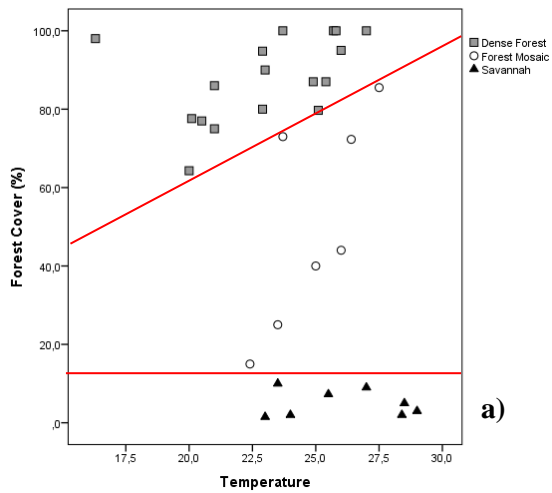 100,0
80,0
60,0
40,0
20,0
,0
Forest Cover (%)
17,5 20,0 22,5 25,0 27,5 30,0
Temperature
Dense Forest
Forest Mosaic
Savannah
a)